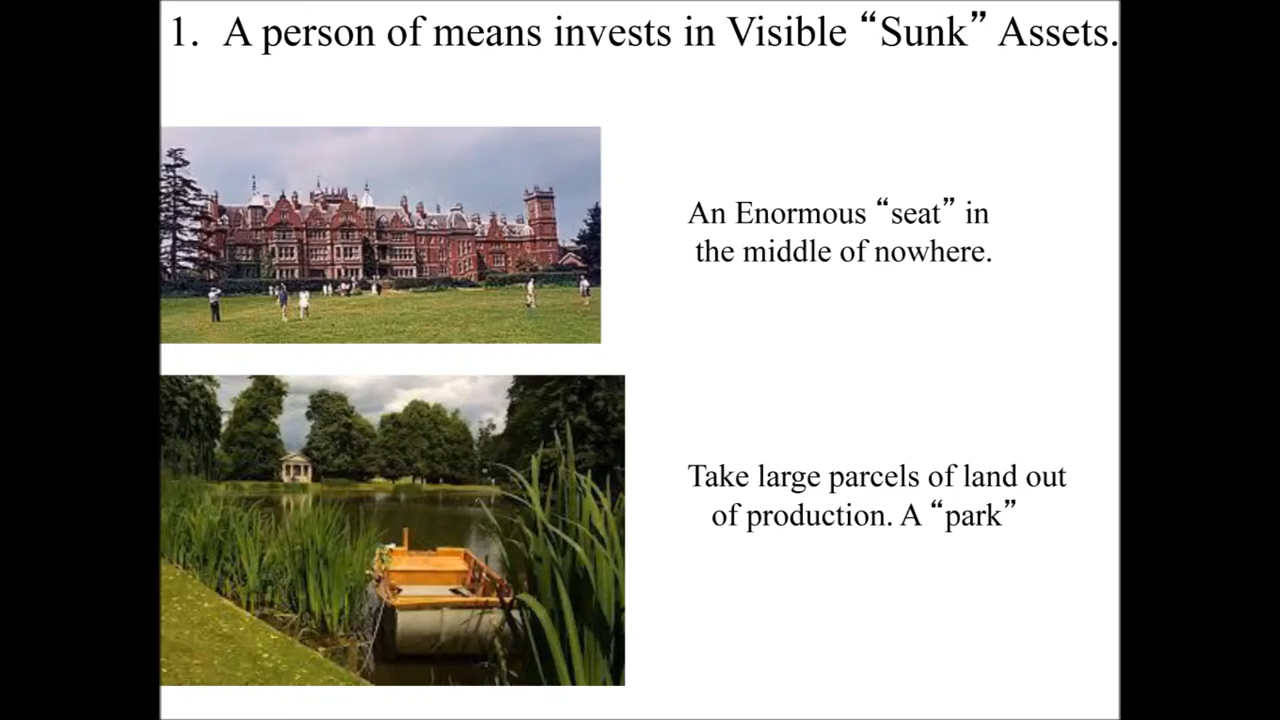 1. A person of means invests in Visible “Sunk” Assets.
An Enormous “seat” in
the middle of nowhere.
Take large parcels of land out
of production. A “park”